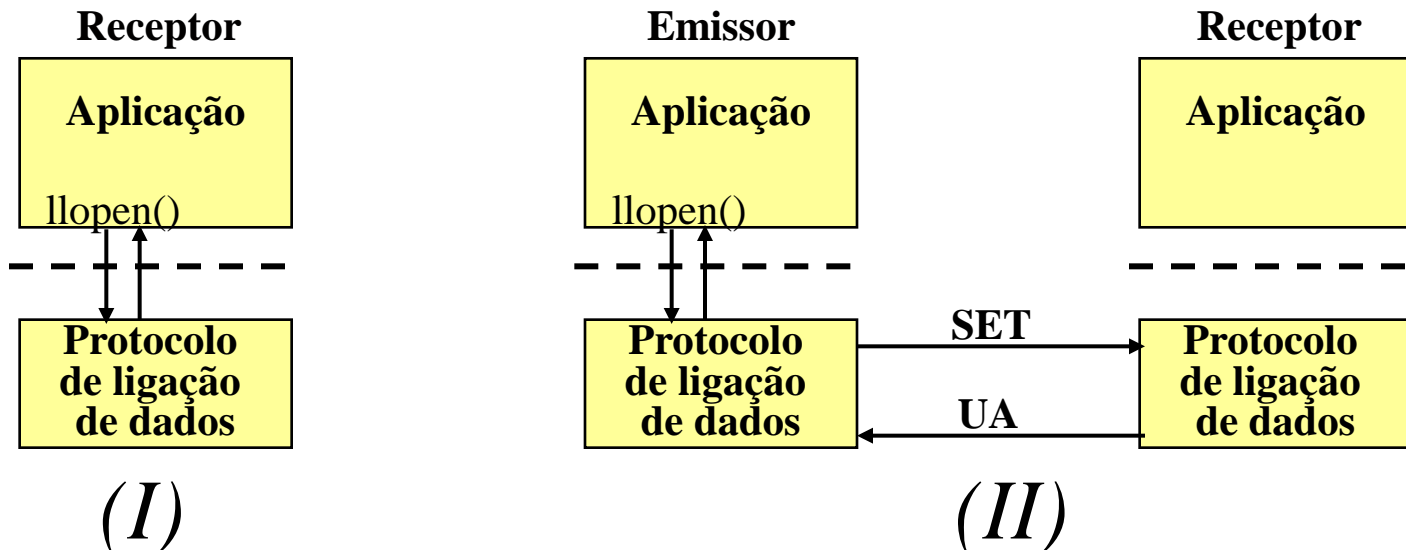 Receptor
Aplicação
llopen()
Protocolo
de ligação
de dados
(I)
Emissor
Receptor
Aplicação
Aplicação
llopen()
SET
Protocolo
de ligação
de dados
Protocolo
de ligação
de dados
UA
(II)